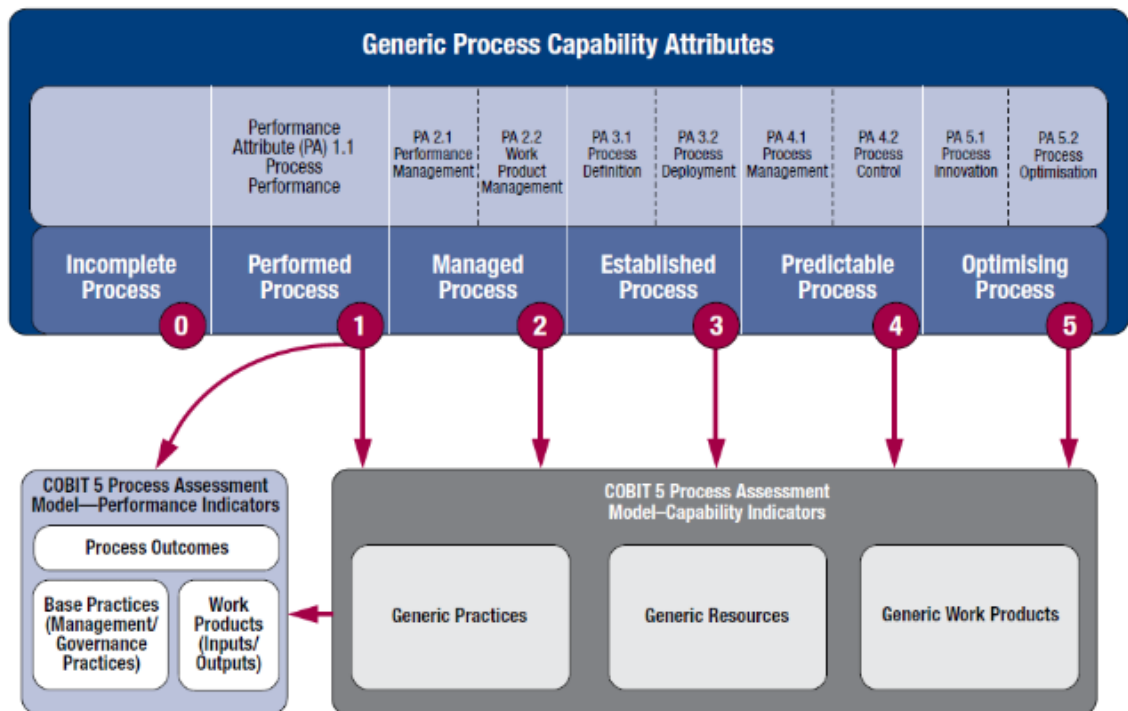 Generic Process Capability Attributes
Performance
Attribute (PA) 1.1
Process
Performance
PA 2.1
Performance
Management
PA 2.2
Work
Product
Management
PA 3.1
Process
Definition
PA 3.2
Process
Deployment
PA 4.1
Process
Management
PA 4.2
Process
Control
PA 5.1
Process
Innovation
PA 5.2
Process
Optimisation
Incomplete
Process
0
Performed
Process
1
Managed
Process
2
Established
Process
3
Predictable
Process
4
Optimising
Process
5
COBIT 5 Process Assessment
Model—Performance Indicators
Process Outcomes
Base Practices
(Management/
Governance
Practices)
Work
Products
(Inputs/
Outputs)
COBIT 5 Process Assessment
Model–Capability Indicators
Generic Practices
Generic Resources
Generic Work Products